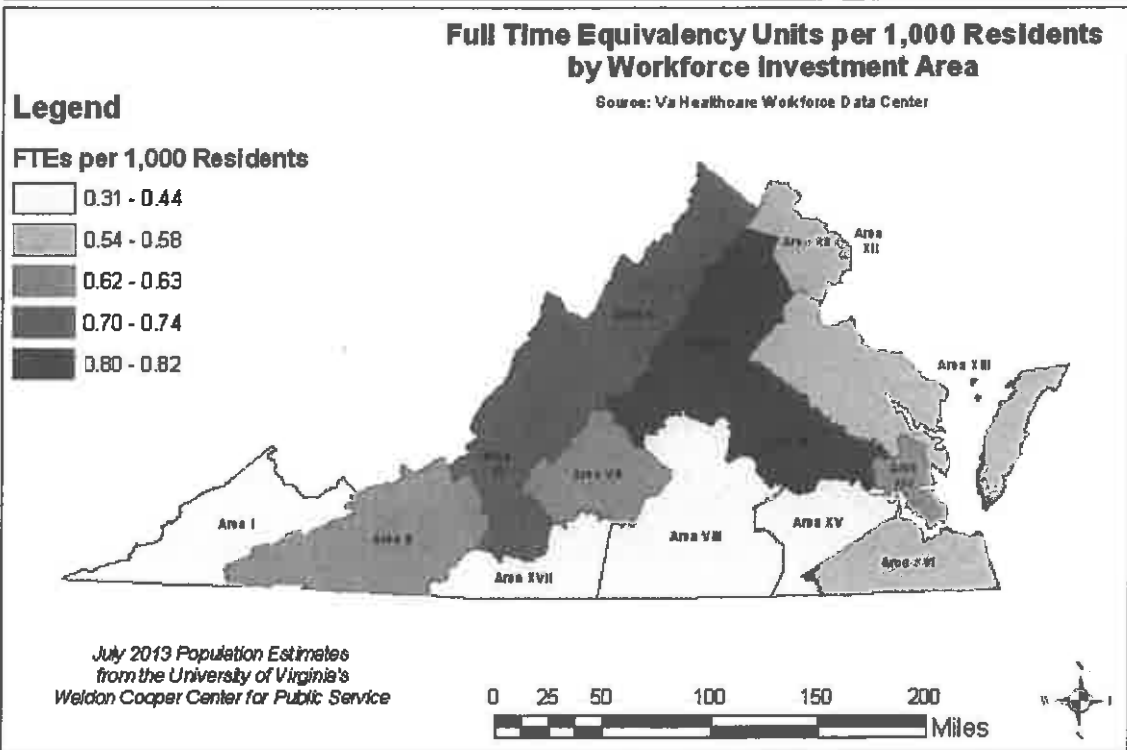 Full Time Equivalency Units per 1,000 Residents
by Workforce Investment Area
Source: Va Healthcare Workforce Data Center
Legend
FTEs per 1,000 Residents
0.31 - 0.44
0.54 - 0.58
0.62 - 0.63
0.70 - 0.74
0.80 - 0.82
Area
XII
Area XIII
Area VII
Area I
Area II
Area XVII
Area VIII
Area XV
Area XVI
July 2013 Population Estimates
from the University of Virginia's
Weldon Cooper Center for Public Service
0 25 50 100 150 200
Miles